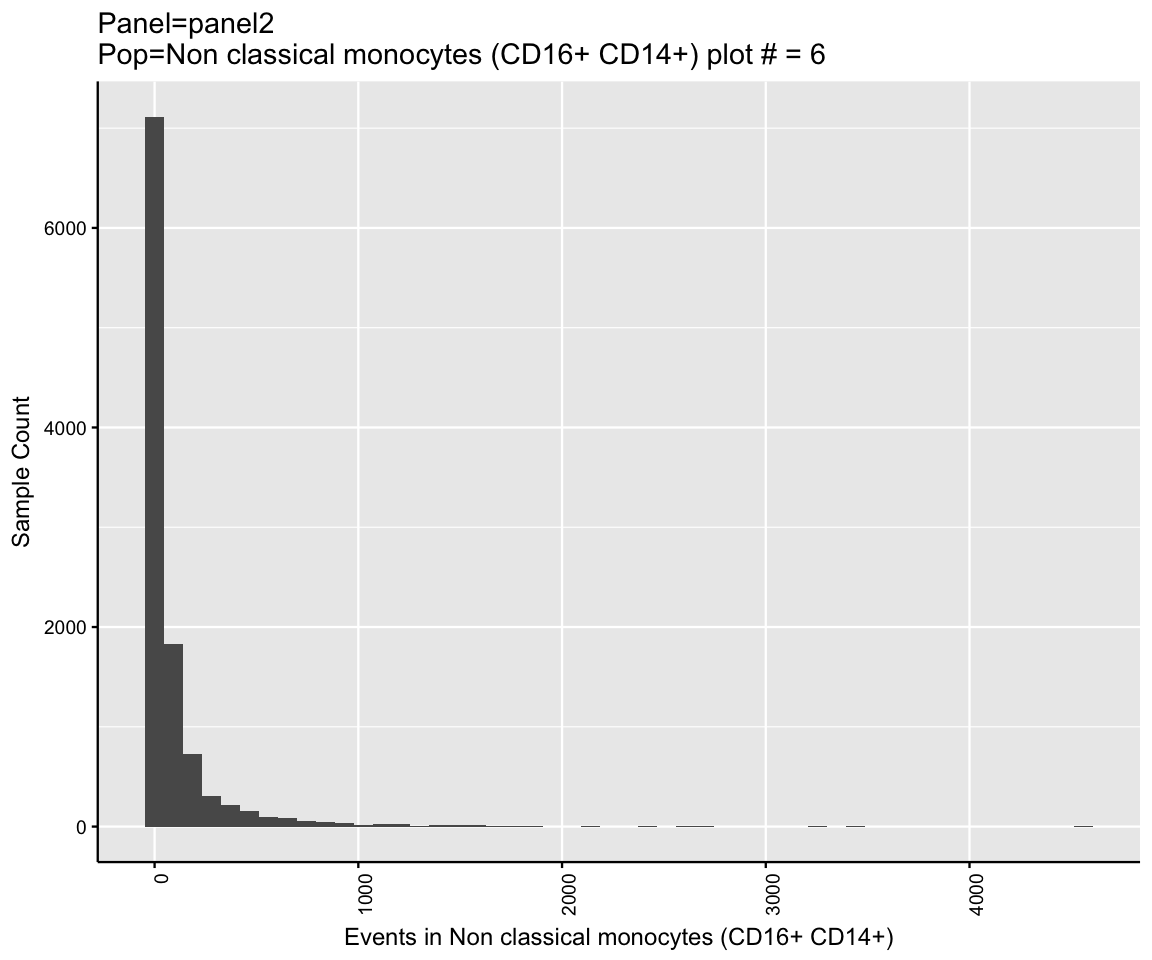 Panel=panel2
Pop=Non classical monocytes (CD16+ CD14+) plot # = 6
Sample Count
6000
4000
2000
0
0
1000
2000
3000
4000
Events in Non classical monocytes (CD16+ CD14+)